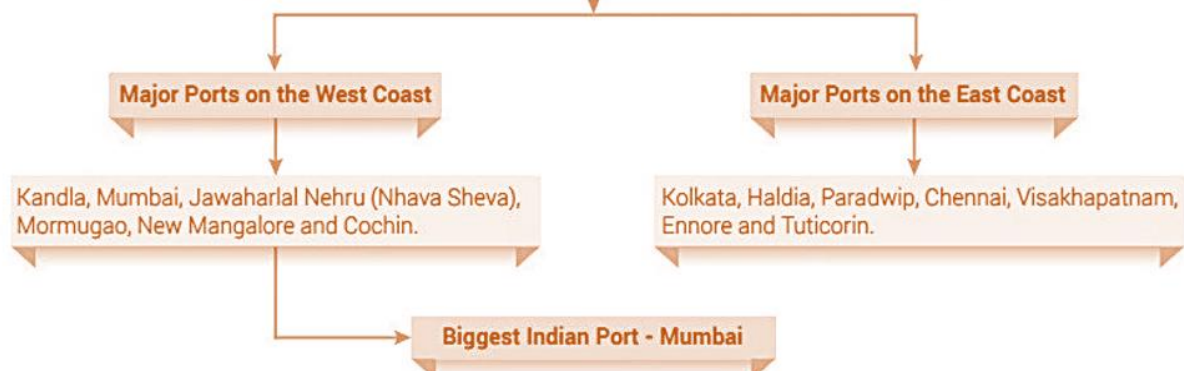 Major Ports on the West Coast
Major Ports on the East Coast
Kandla, Mumbai, Jawaharlal Nehru (Nhava Sheva),
Mormugao, New Mangalore and Cochin.
Kolkata, Haldia, Paradwip, Chennai, Visakhapatnam,
Ennore and Tuticorin.
Biggest Indian Port - Mumbai